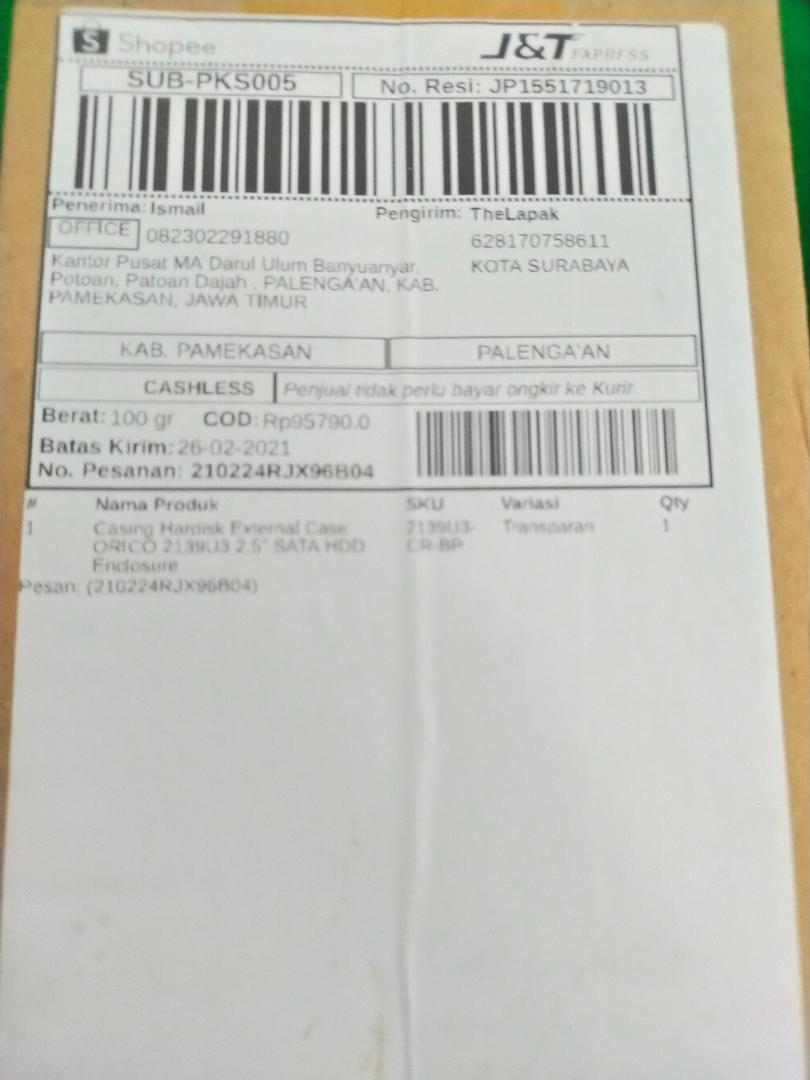 Shopee
J&T EXPRESS
SUB-PKS005
No. Resi: JP1551719013
Penerima: Ismail
Pengirim: TheLapak
OFFICE 082302291880
628170758611
Kantor Pusat MA Darul Ulum Banyuanyar,
KOTA SURABAYA
Potoan, Patoan Dajah , PALENGA'AN, KAB.
PAMEKASAN, JAWA TIMUR
KAB. PAMEKASAN
PALENGA'AN
CASHLESS
Penjual tidak perlu bayar ongkir ke Kurir
Berat: 100 gr COD: Rp95790.0
Batas Kirim: 26-02-2021
No. Pesanan: 210224RJX96B04
# Nama Produk SKU Variasi Qty
1 Casing Hardisk External Case 2139U3- Transparan 1
ORICO 2139U3 2.5" SATA HDD CR-BP
Enclosure
Pesan: (210224RJX96B04)